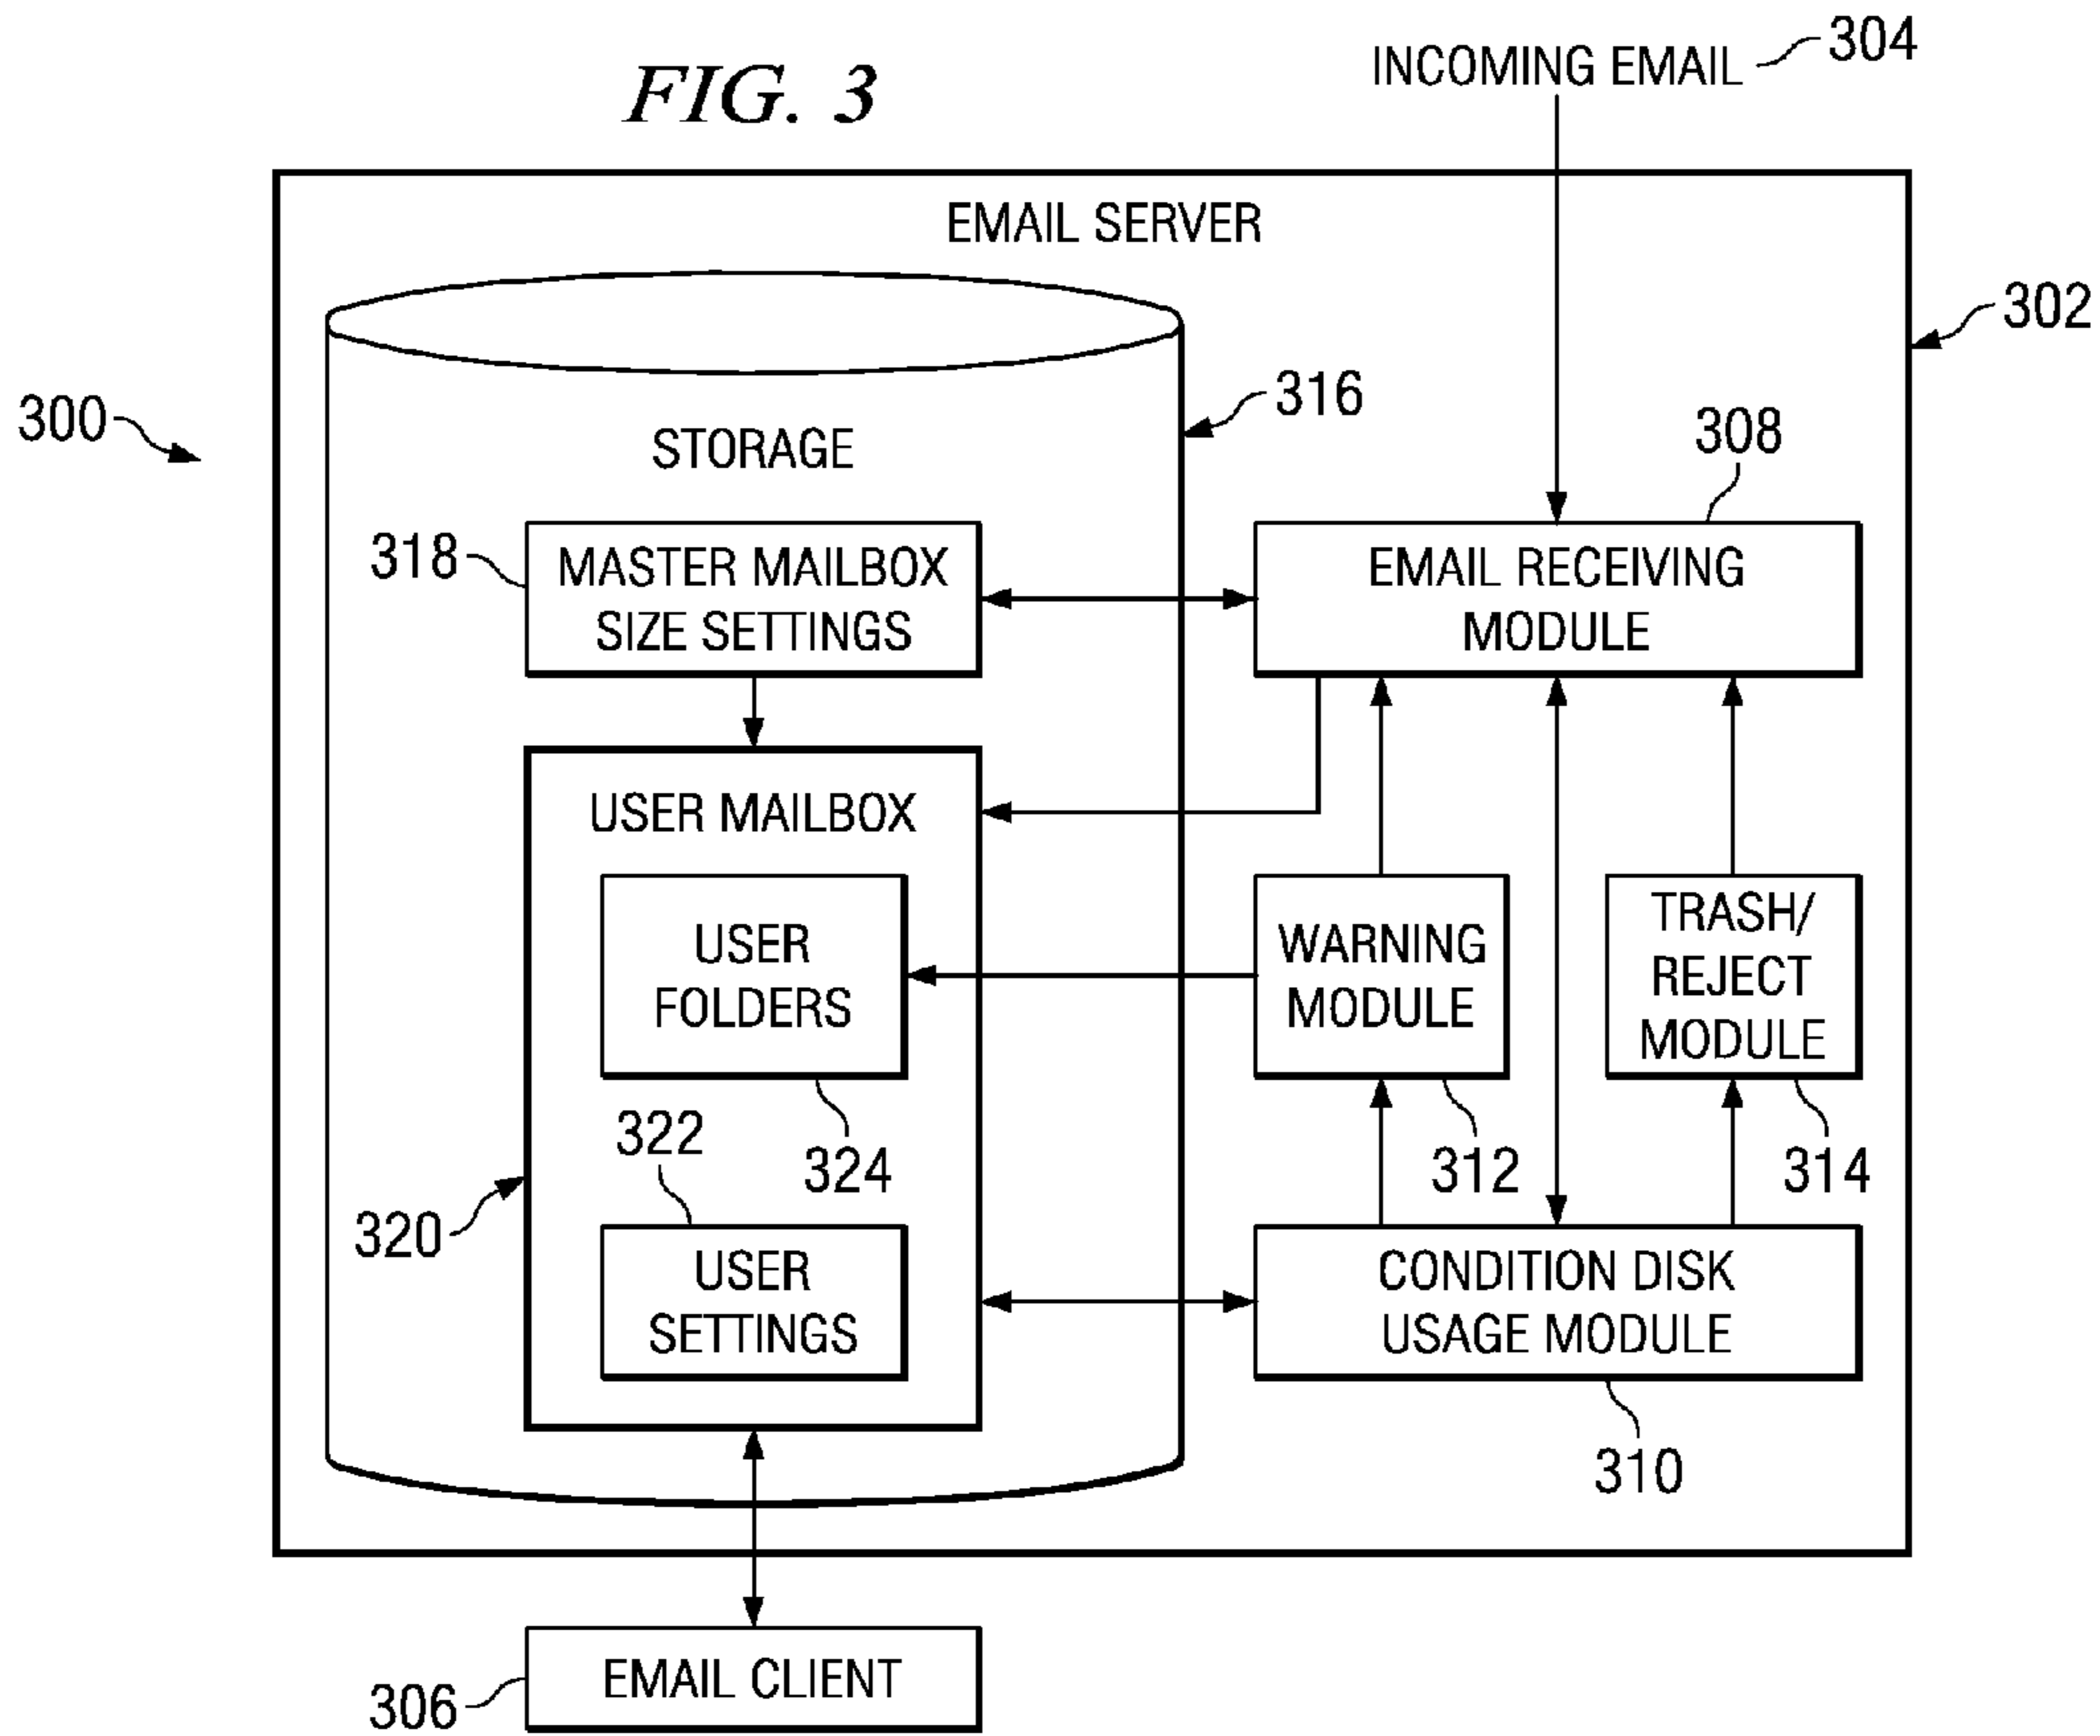 FIG. 3
INCOMING EMAIL
304
EMAIL SERVER
302
300
316
STORAGE
308
318
MASTER MAILBOX
SIZE SETTINGS
EMAIL RECEIVING
MODULE
USER MAILBOX
USER
FOLDERS
WARNING
MODULE
TRASH/
REJECT
MODULE
322
324
312
314
320
USER
SETTINGS
CONDITION DISK
USAGE MODULE
310
EMAIL CLIENT
306